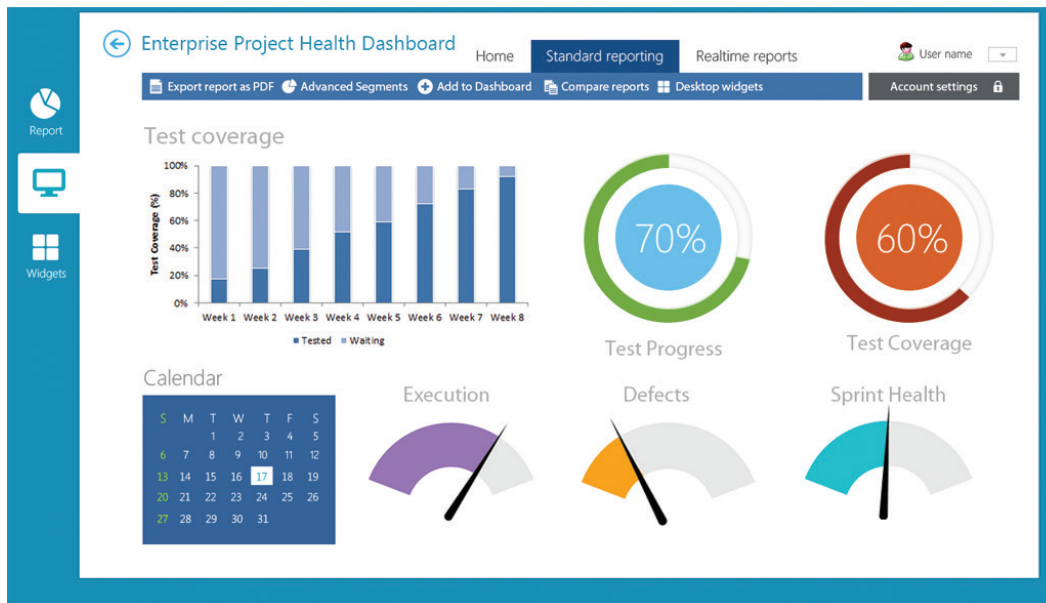 Enterprise Project Health Dashboard
Home Standard reporting Realtime reports
User name
Export report as PDF Advanced Segments Add to Dashboard Compare reports Desktop widgets
Account settings
Report
Widgets
Test coverage
100%
80%
60%
40%
20%
0%
Test Coverage (%)
Week 1 Week 2 Week 3 Week 4 Week 5 Week 6 Week 7 Week 8
Tested Waiting
70%
Test Progress
60%
Test Coverage
Calendar
S M T W T F S
1 2 3 4 5
6 7 8 9 10 11 12
13 14 15 16 17 18 19
20 21 22 23 24 25 26
27 28 29 30 31
Execution
Defects
Sprint Health